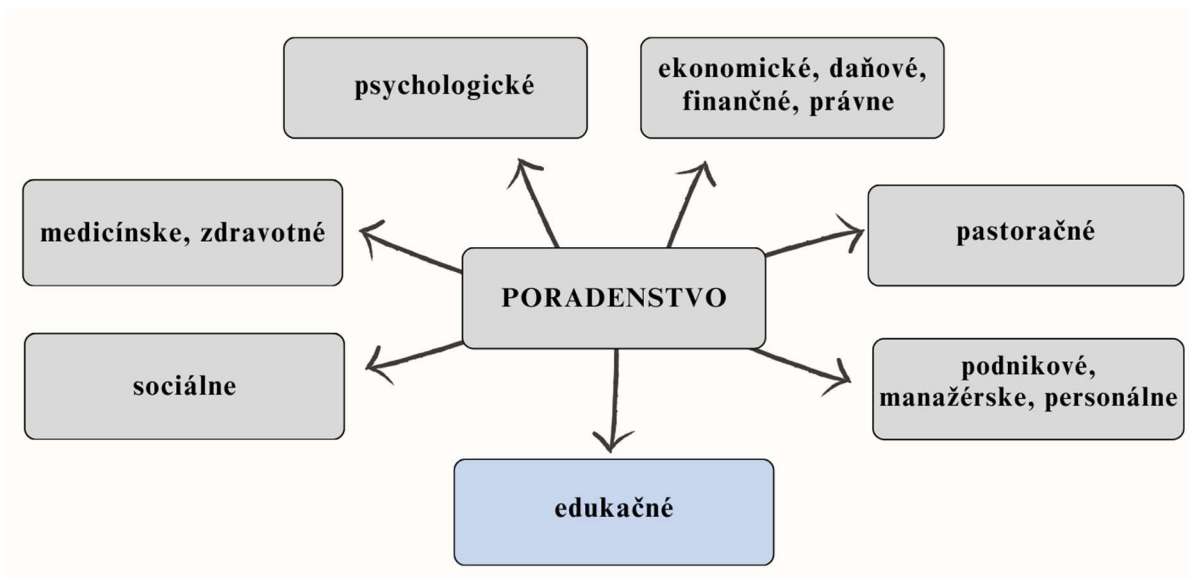 psychologické
ekonomické, daňové,
finančné, právne
medicínske, zdravotné
pastoračné
PORADENSTVO
sociálne
podnikové,
manažérske, personálne
edukačné